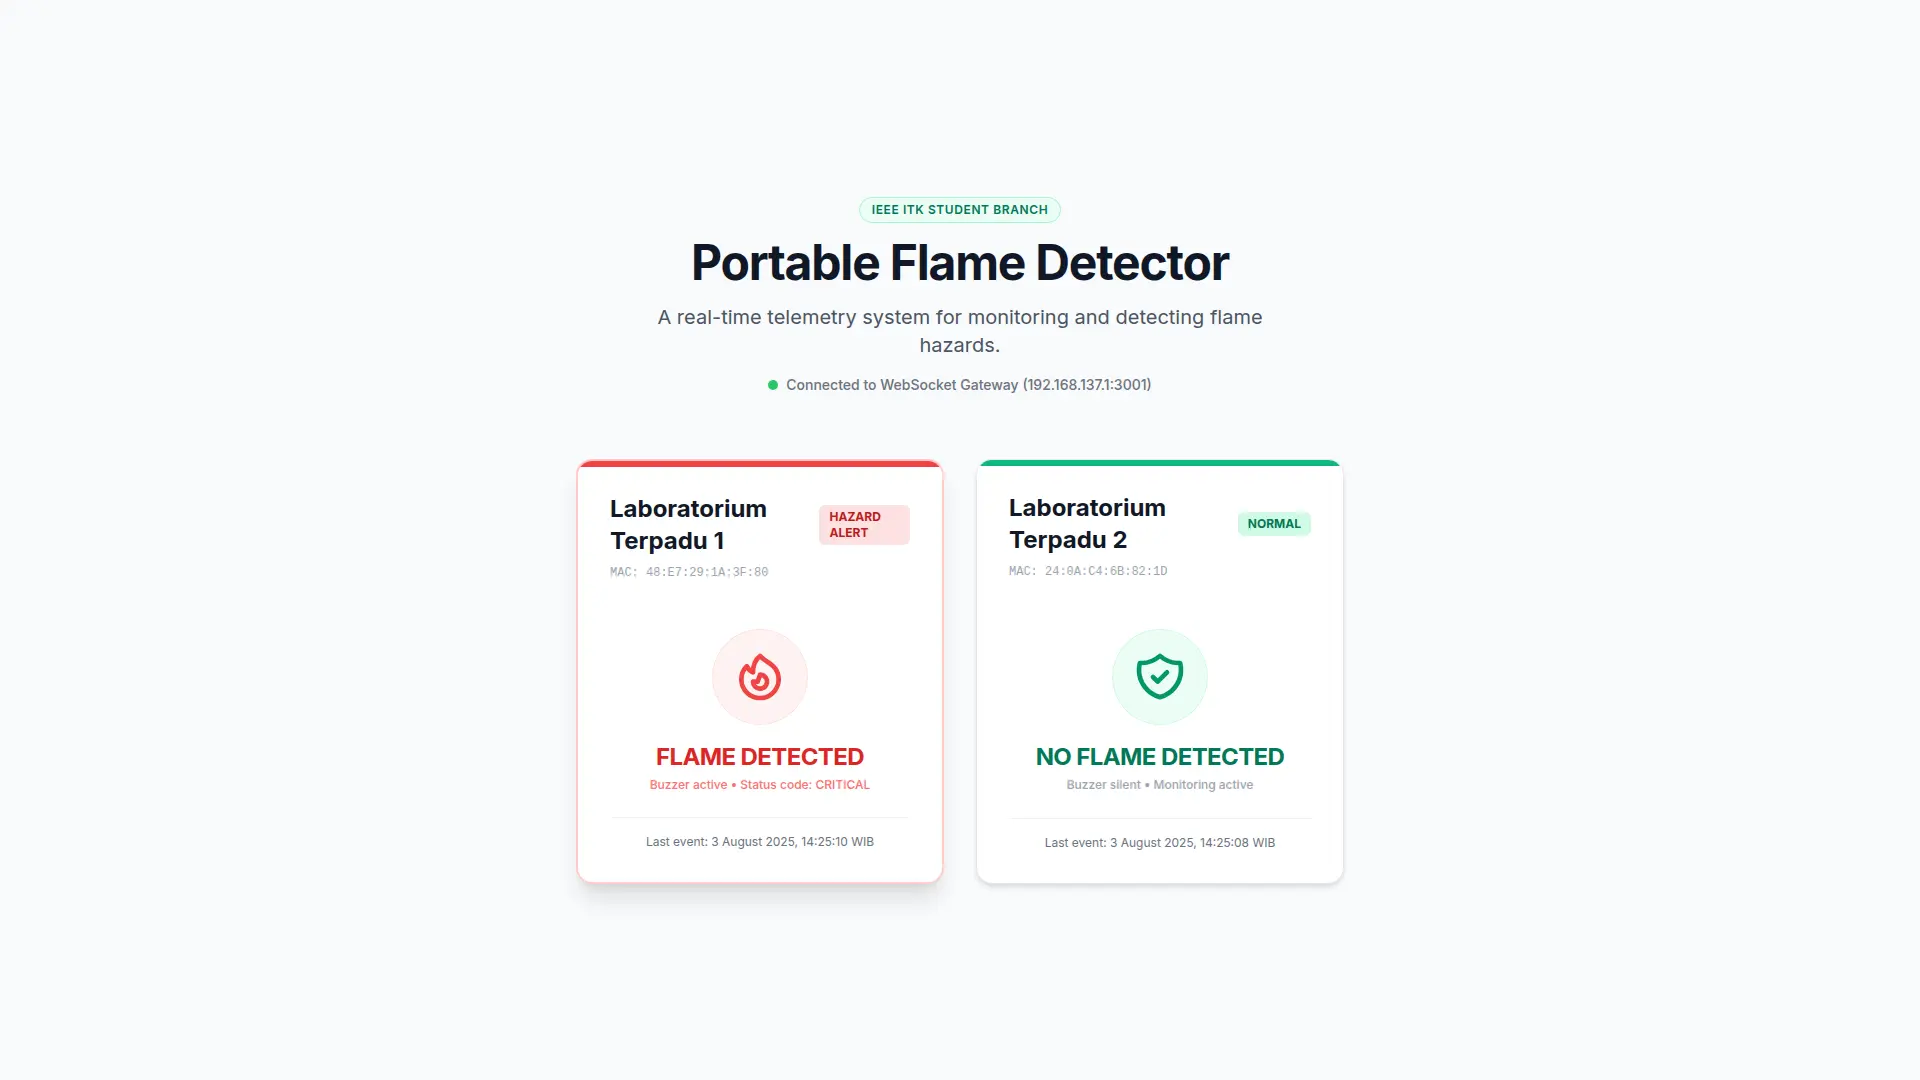 IEEE ITK STUDENT BRANCH
Portable Flame Detector
A real-time telemetry system for monitoring and detecting flame
hazards.
Connected to WebSocket Gateway (192.168.137.1:3001)
Laboratorium
Terpadu 1
HAZARD
ALERT
MAC: 48:E7:29:1A:3F:80
FLAME DETECTED
Buzzer active • Status code: CRITICAL
Last event: 3 August 2025, 14:25:10 WIB
Laboratorium
Terpadu 2
NORMAL
MAC: 24:0A:C4:6B:82:1D
NO FLAME DETECTED
Buzzer silent • Monitoring active
Last event: 3 August 2025, 14:25:08 WIB